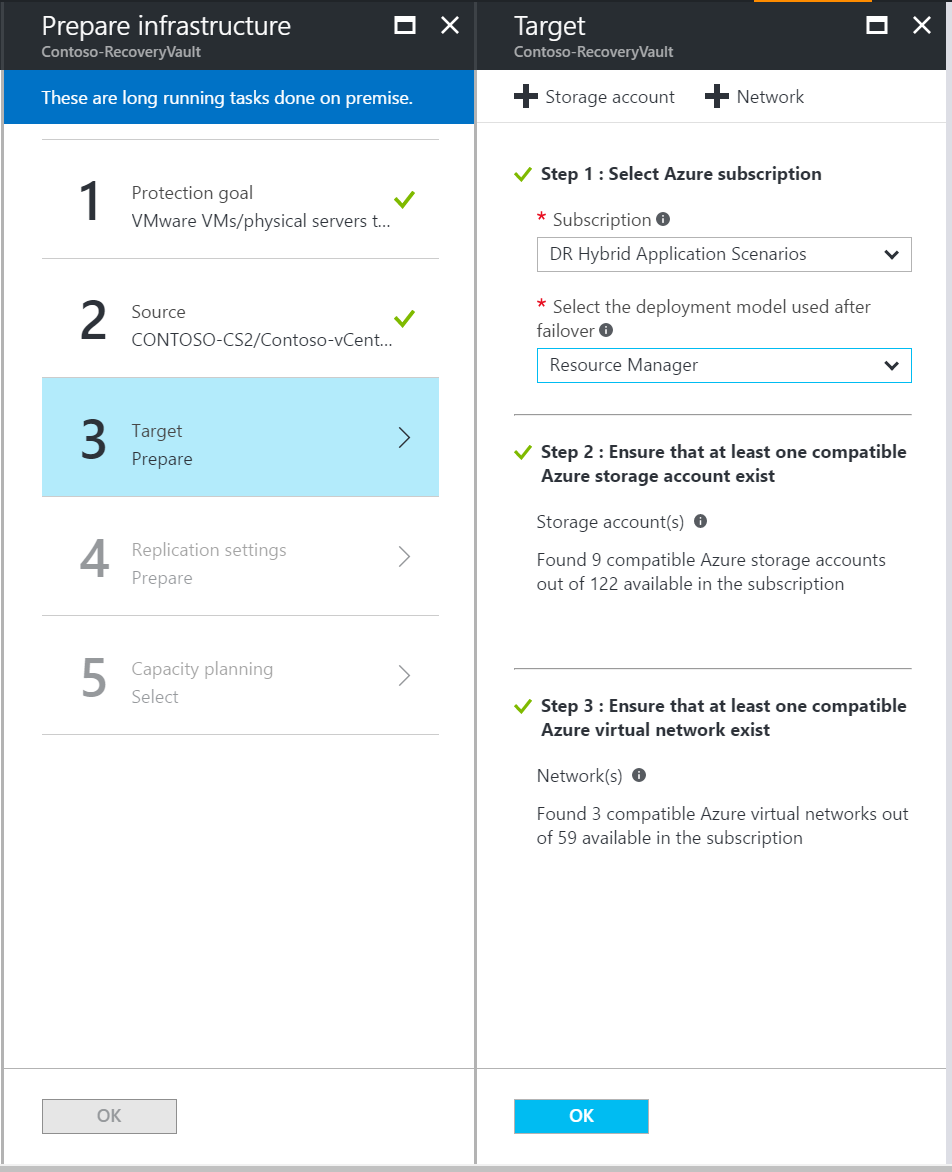 Prepare infrastructure
Contoso-RecoveryVault
These are long running tasks done on premise.
1
Protection goal
VMware VMs/physical servers t...
2
Source
CONTOSO-CS2/Contoso-vCent...
3
Target
Prepare
4
Replication settings
Prepare
5
Capacity planning
Select
OK
Target
Contoso-RecoveryVault
Storage account
Network
Step 1 : Select Azure subscription
* Subscription
DR Hybrid Application Scenarios
* Select the deployment model used after
failover
Resource Manager
Step 2 : Ensure that at least one compatible
Azure storage account exist
Storage account(s)
Found 9 compatible Azure storage accounts
out of 122 available in the subscription
Step 3 : Ensure that at least one compatible
Azure virtual network exist
Network(s)
Found 3 compatible Azure virtual networks out
of 59 available in the subscription
OK